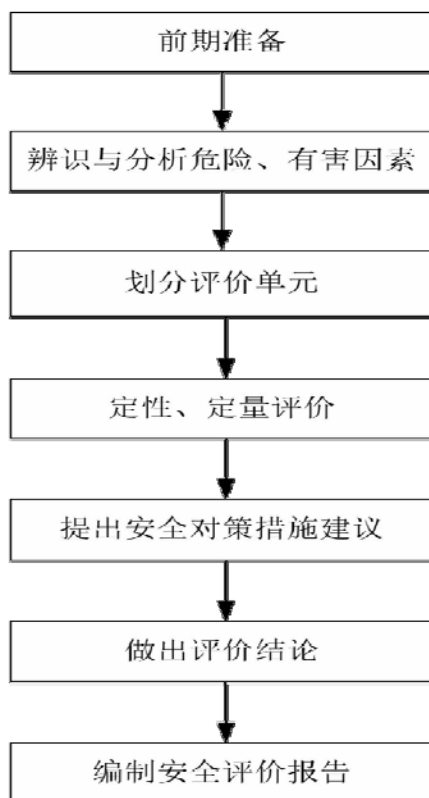 前期准备
辨识与分析危险、有害因素
划分评价单元
定性、定量评价
提出安全对策措施建议
做出评价结论
编制安全评价报告